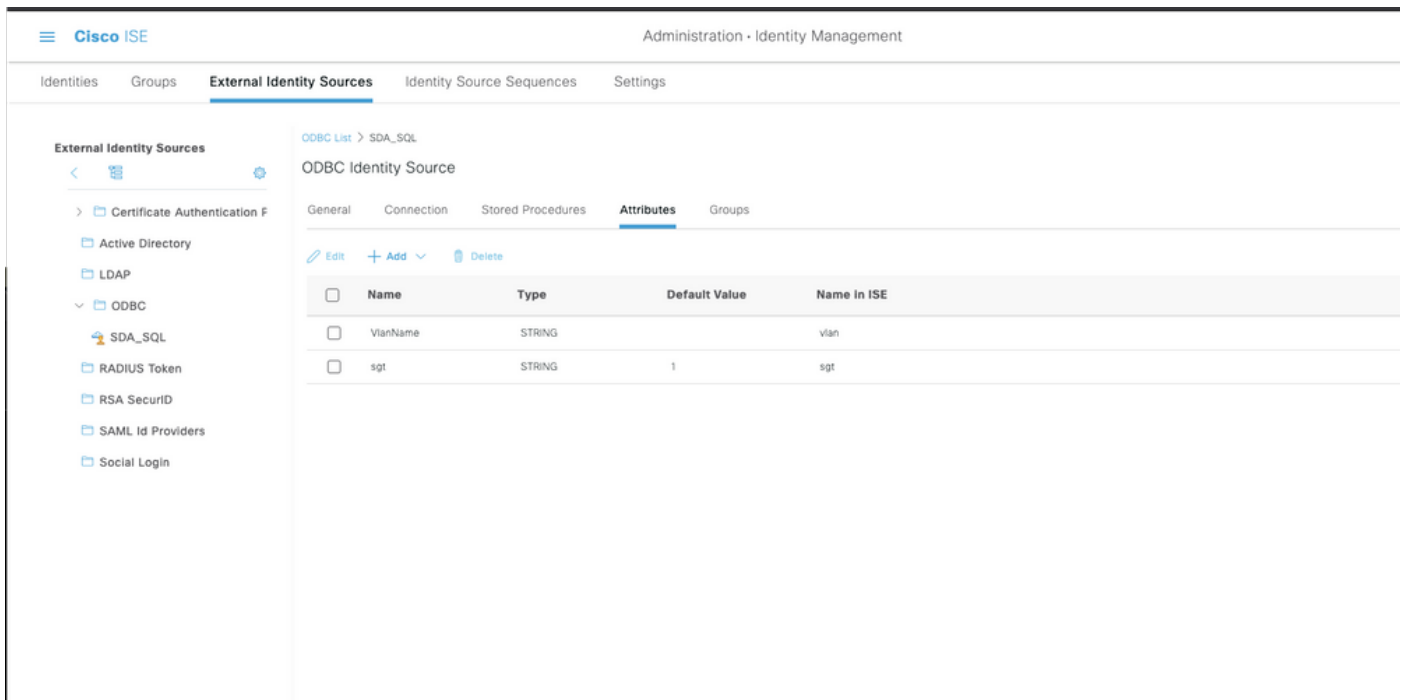 Cisco ISE
Administration · Identity Management
Identities Groups External Identity Sources Identity Source Sequences Settings
External Identity Sources
Certificate Authentication F
Active Directory
LDAP
ODBC
SDA_SQL
RADIUS Token
RSA SecurID
SAML Id Providers
Social Login
ODBC List > SDA_SQL
ODBC Identity Source
General Connection Stored Procedures Attributes Groups
Edit + Add Delete
Name Type Default Value Name in ISE
VlanName STRING vlan
sgt STRING 1 sgt